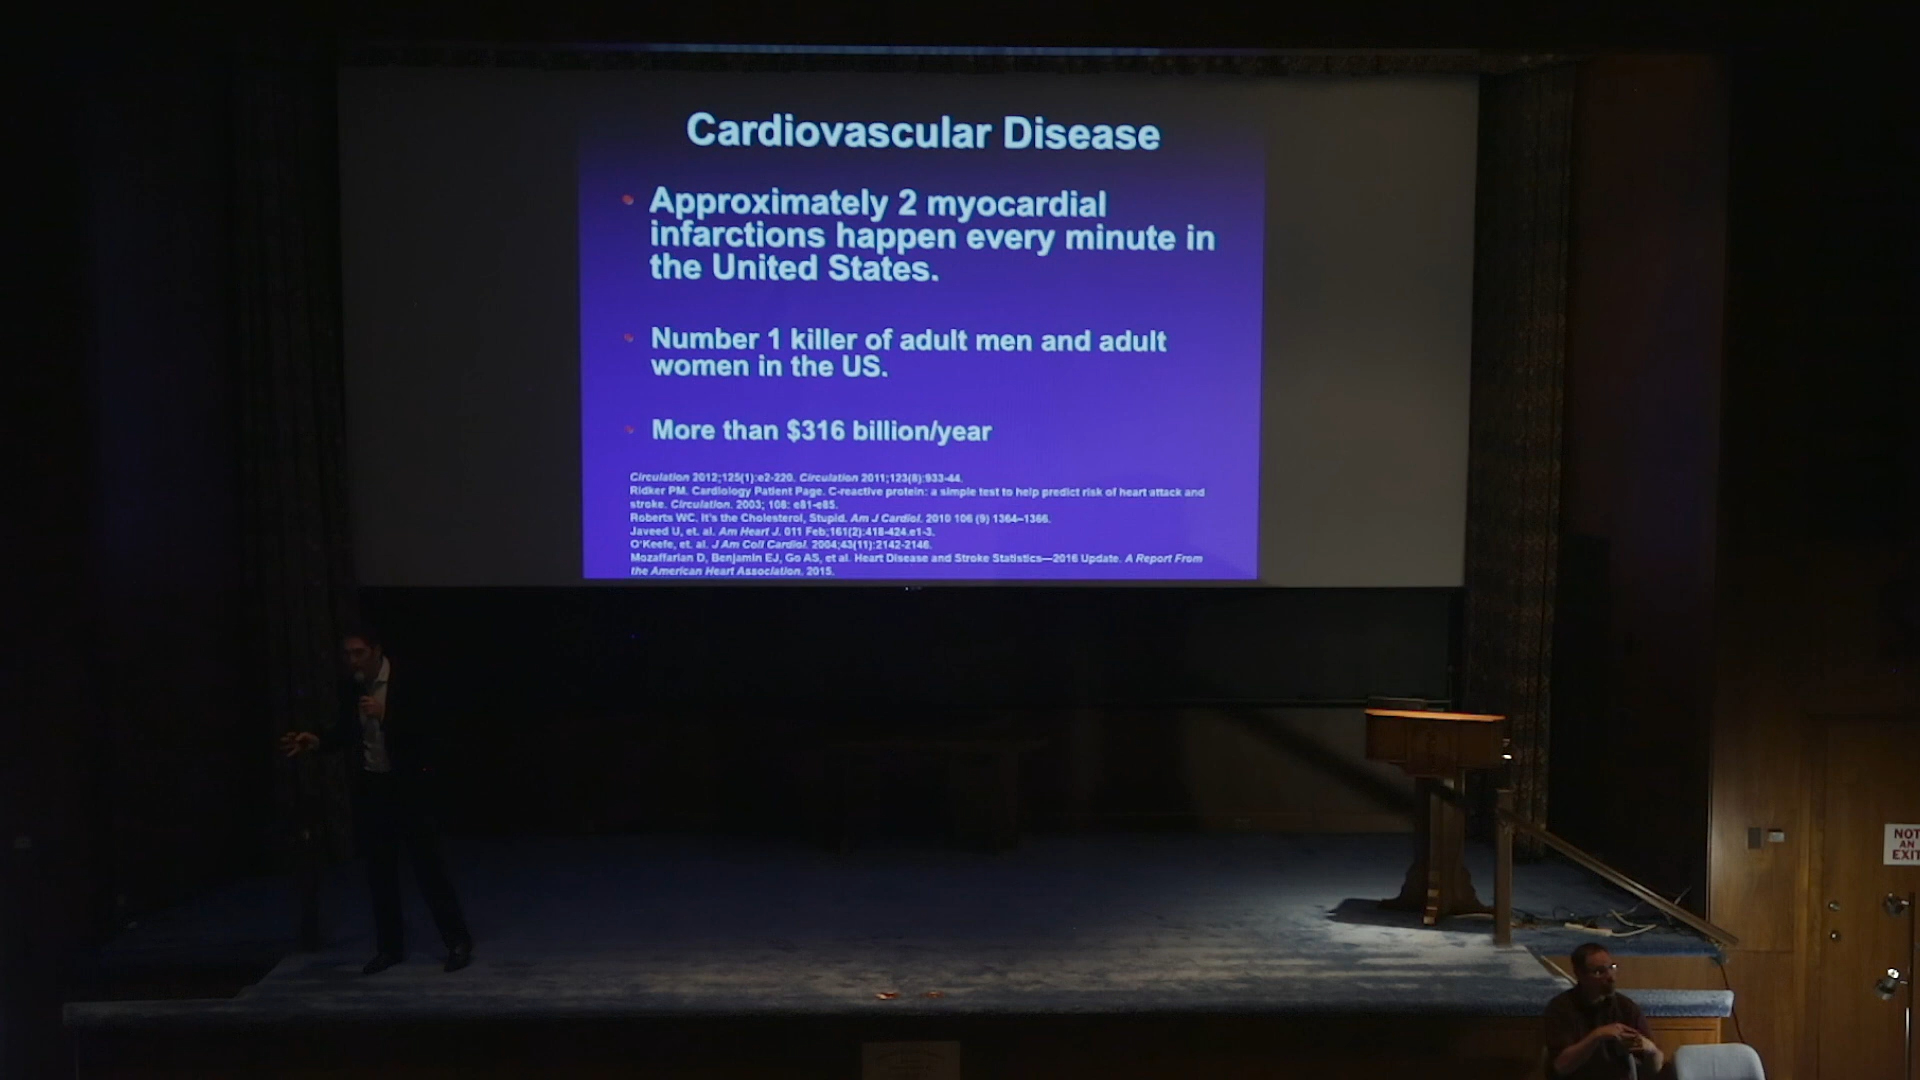 Cardiovascular Disease
Approximately 2 myocardial
infarctions happen every minute in
the United States.
Number 1 killer of adult men and adult
women in the US.
More than $316 billion/year
Circulation 2012;125(1):e2-220. Circulation 2011;123(8):933-44.
Ridker PM. Cardiology Patient Page. C-reactive protein: a simple test to help predict risk of heart attack and
stroke. Circulation. 2003; 108: e81-e85.
Roberts WC. It's the Cholesterol, Stupid. Am J Cardiol. 2010 106 (9) 1364–1366.
Javeed U, et. al. Am Heart J. 011 Feb;161(2):418-424.e1-3.
O'Keefe, et. al. J Am Coll Cardiol. 2004;43(11):2142-2146.
Mozaffarian D, Benjamin EJ, Go AS, et al. Heart Disease and Stroke Statistics—2016 Update. A Report From
the American Heart Association. 2015.
NOT
AN
EXIT